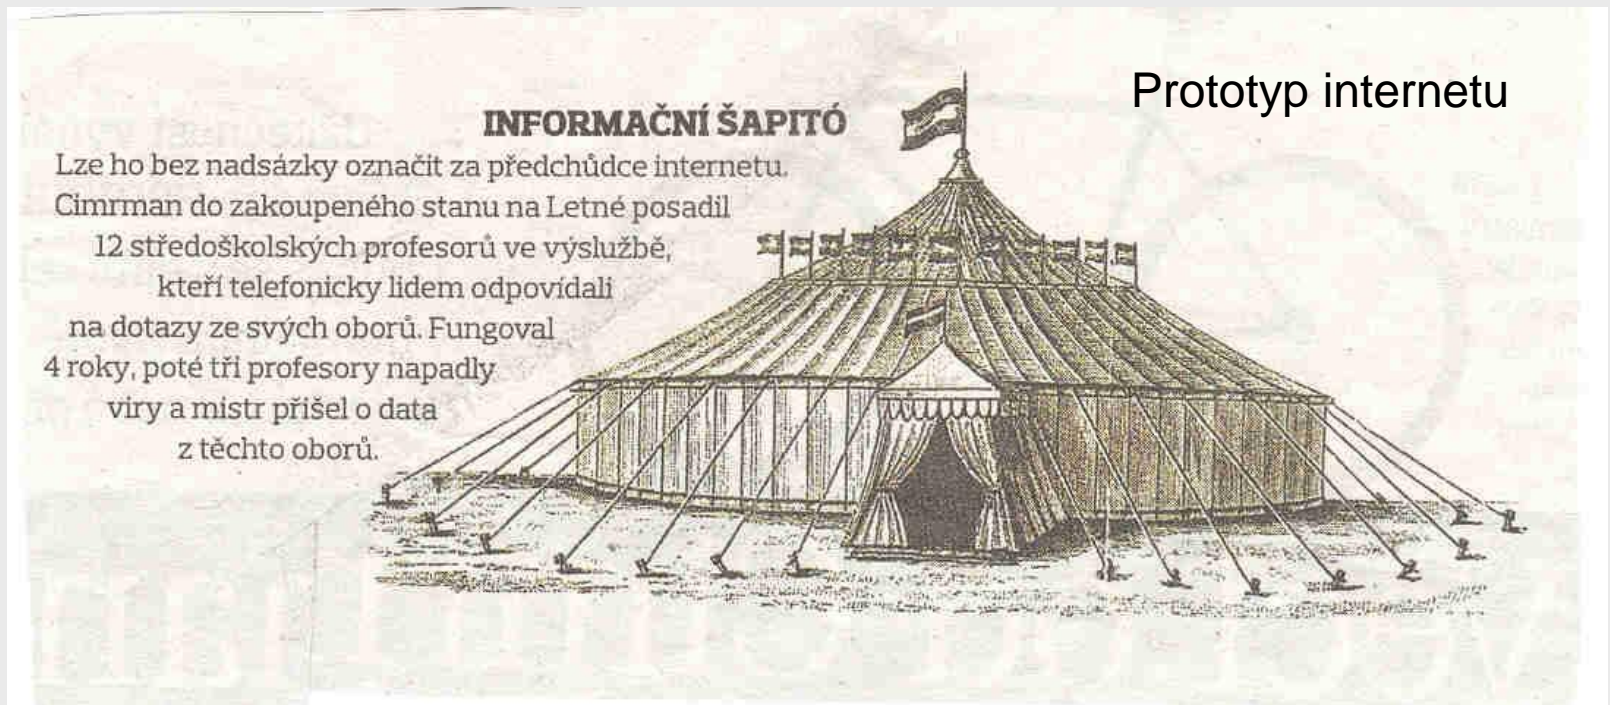 Prototyp internetu
INFORMAČNÍ ŠAPITÓ
Lze ho bez nadsázky označit za předchůdce internetu.
Cimrman do zakoupeného stanu na Letné posadil
12 středoškolských profesorů ve výslužbě,
kteří telefonicky lidem odpovídali
na dotazy ze svých oborů. Fungoval
4 roky, poté tři profesory napadly
viry a mistr přišel o data
z těchto oborů.